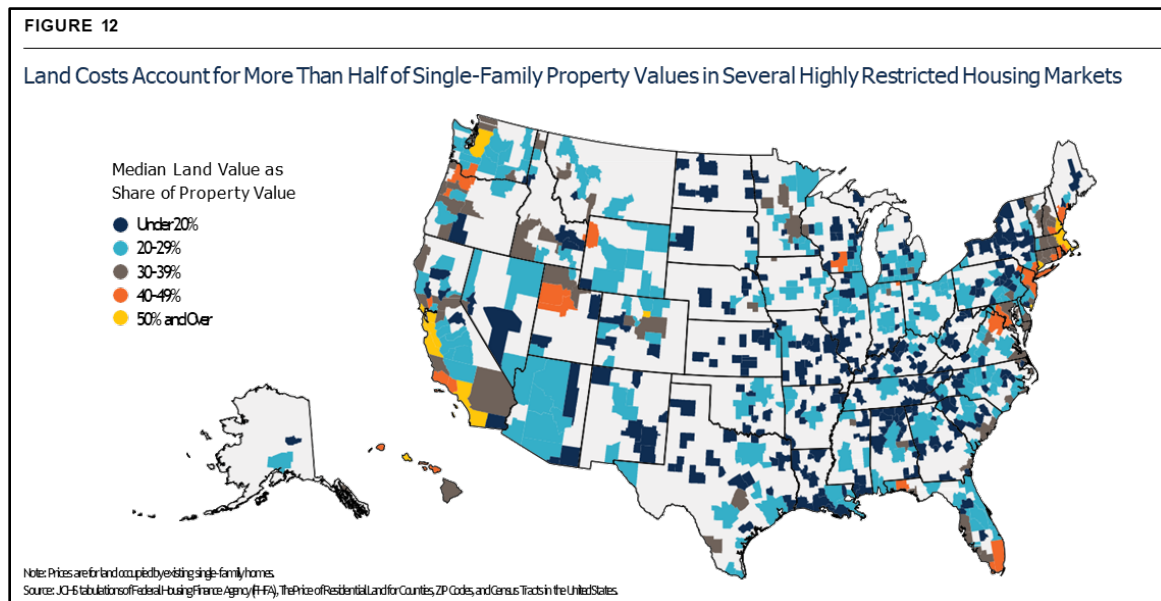 FIGURE 12
Land Costs Account for More Than Half of Single-Family Property Values in Several Highly Restricted Housing Markets
Median Land Value as
Share of Property Value
Under 20%
20-29%
30-39%
40-49%
50% and Over
Note: Prices are for land occupied by existing single-family homes.
Source: JCHS tabulations of Federal Housing Finance Agency (FHFA), The Price of Residential Land for Counties, ZIP Codes, and Census Tracts in the United States.